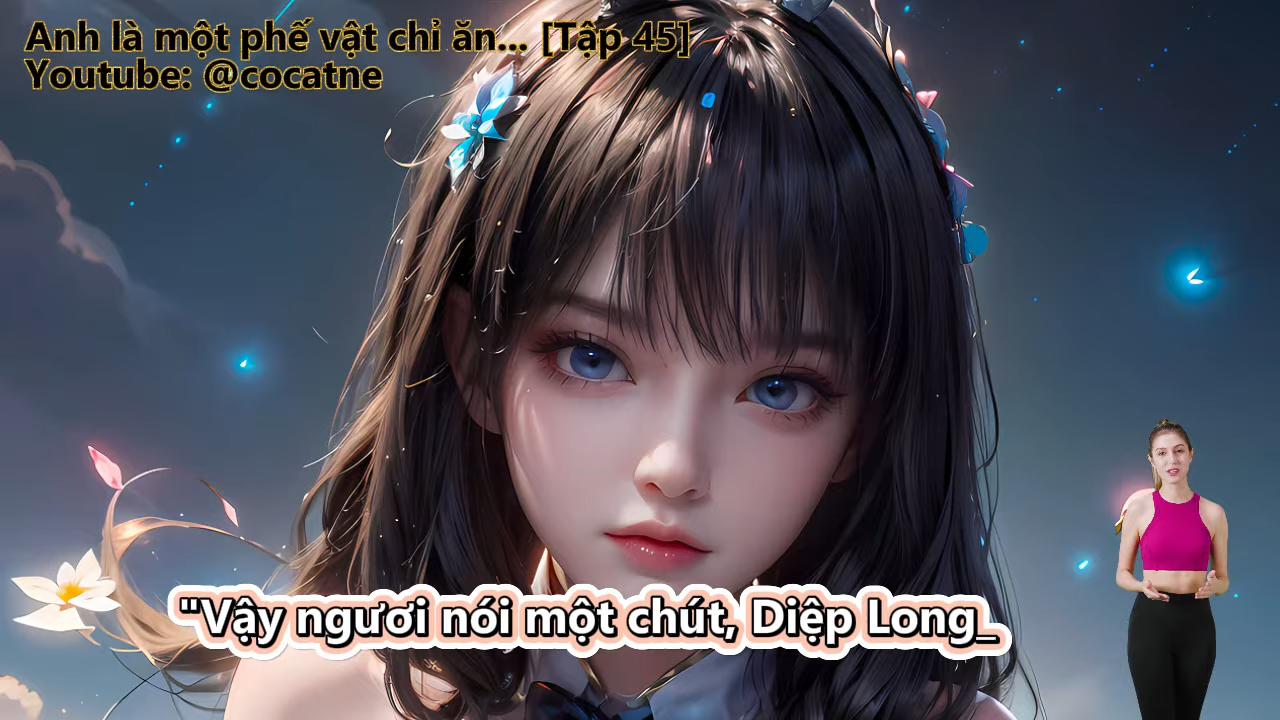 Anh là một phế vật chỉ ăn... [Tập 45]
Youtube: @cocatne
"Vậy ngươi nói một chút, Diệp Long_